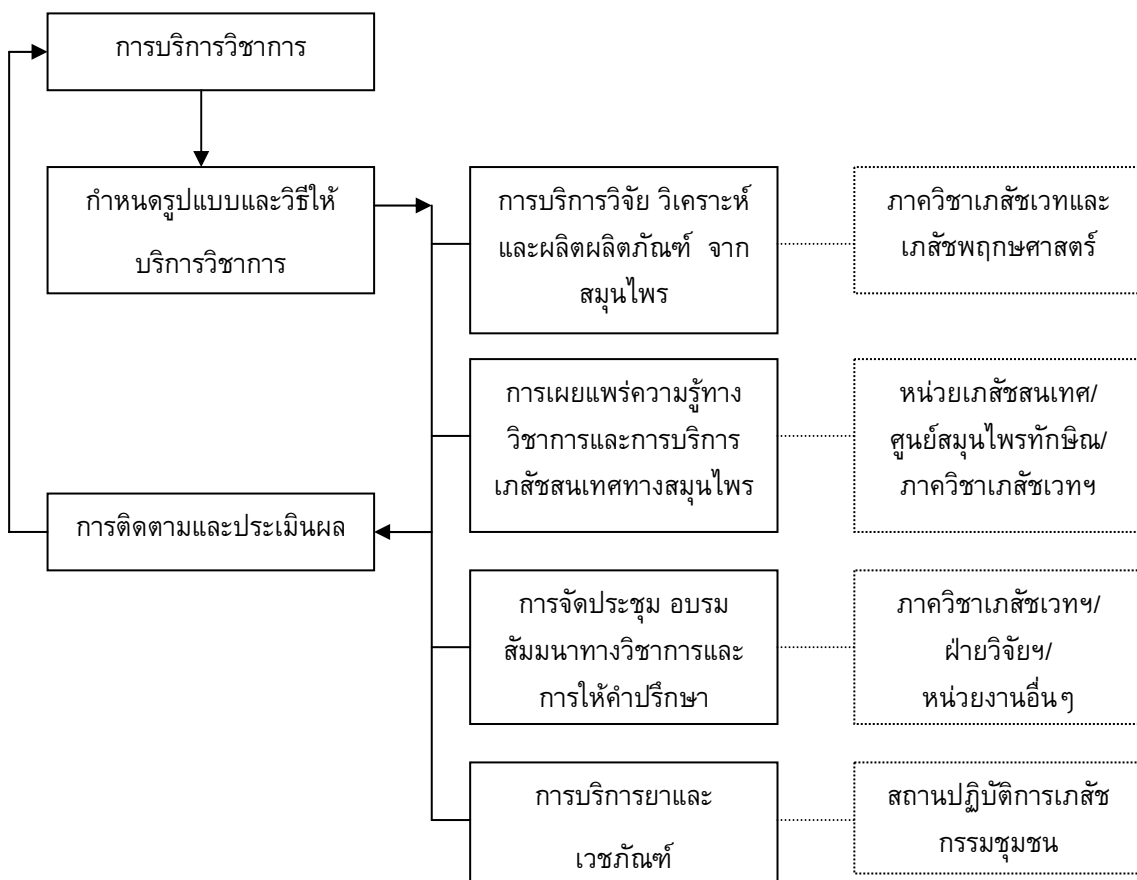 การบริการวิชาการ
กำหนดรูปแบบและวิธีให้
บริการวิชาการ
การบริการวิจัย วิเคราะห์
และผลิตผลิตภัณฑ์ จาก
สมุนไพร
ภาควิชาเภสัชเวทและ
เภสัชพฤกษศาสตร์
การเผยแพร่ความรู้ทาง
วิชาการและการบริการ
เภสัชสนเทศทางสมุนไพร
หน่วยเภสัชสนเทศ/
ศูนย์สมุนไพรทักษิณ/
ภาควิชาเภสัชเวทฯ
การติดตามและประเมินผล
การจัดประชุม อบรม
สัมมนาทางวิชาการและ
การให้คำปรึกษา
ภาควิชาเภสัชเวทฯ/
ฝ่ายวิจัยฯ/
หน่วยงานอื่นๆ
การบริการยาและ
เวชภัณฑ์
สถานปฏิบัติการเภสัช
กรรมชุมชน